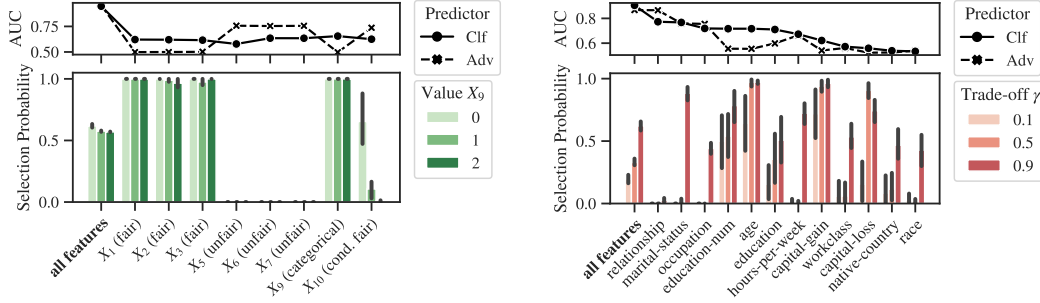 AUC
0.75
0.50
Predictor
Clf
Adv
Selection Probability
1.0
0.5
0.0
Value X9
0
1
2
all features
X1 (fair)
X2 (fair)
X3 (fair)
X5 (unfair)
X6 (unfair)
X7 (unfair)
X9 (categorical)
X10 (cond. fair)
AUC
0.8
0.6
Predictor
Clf
Adv
Selection Probability
1.0
0.5
0.0
Trade-off γ
0.1
0.5
0.9
all features
relationship
marital-status
occupation
education-num
age
education
hours-per-week
capital-gain
workclass
capital-loss
native-country
race